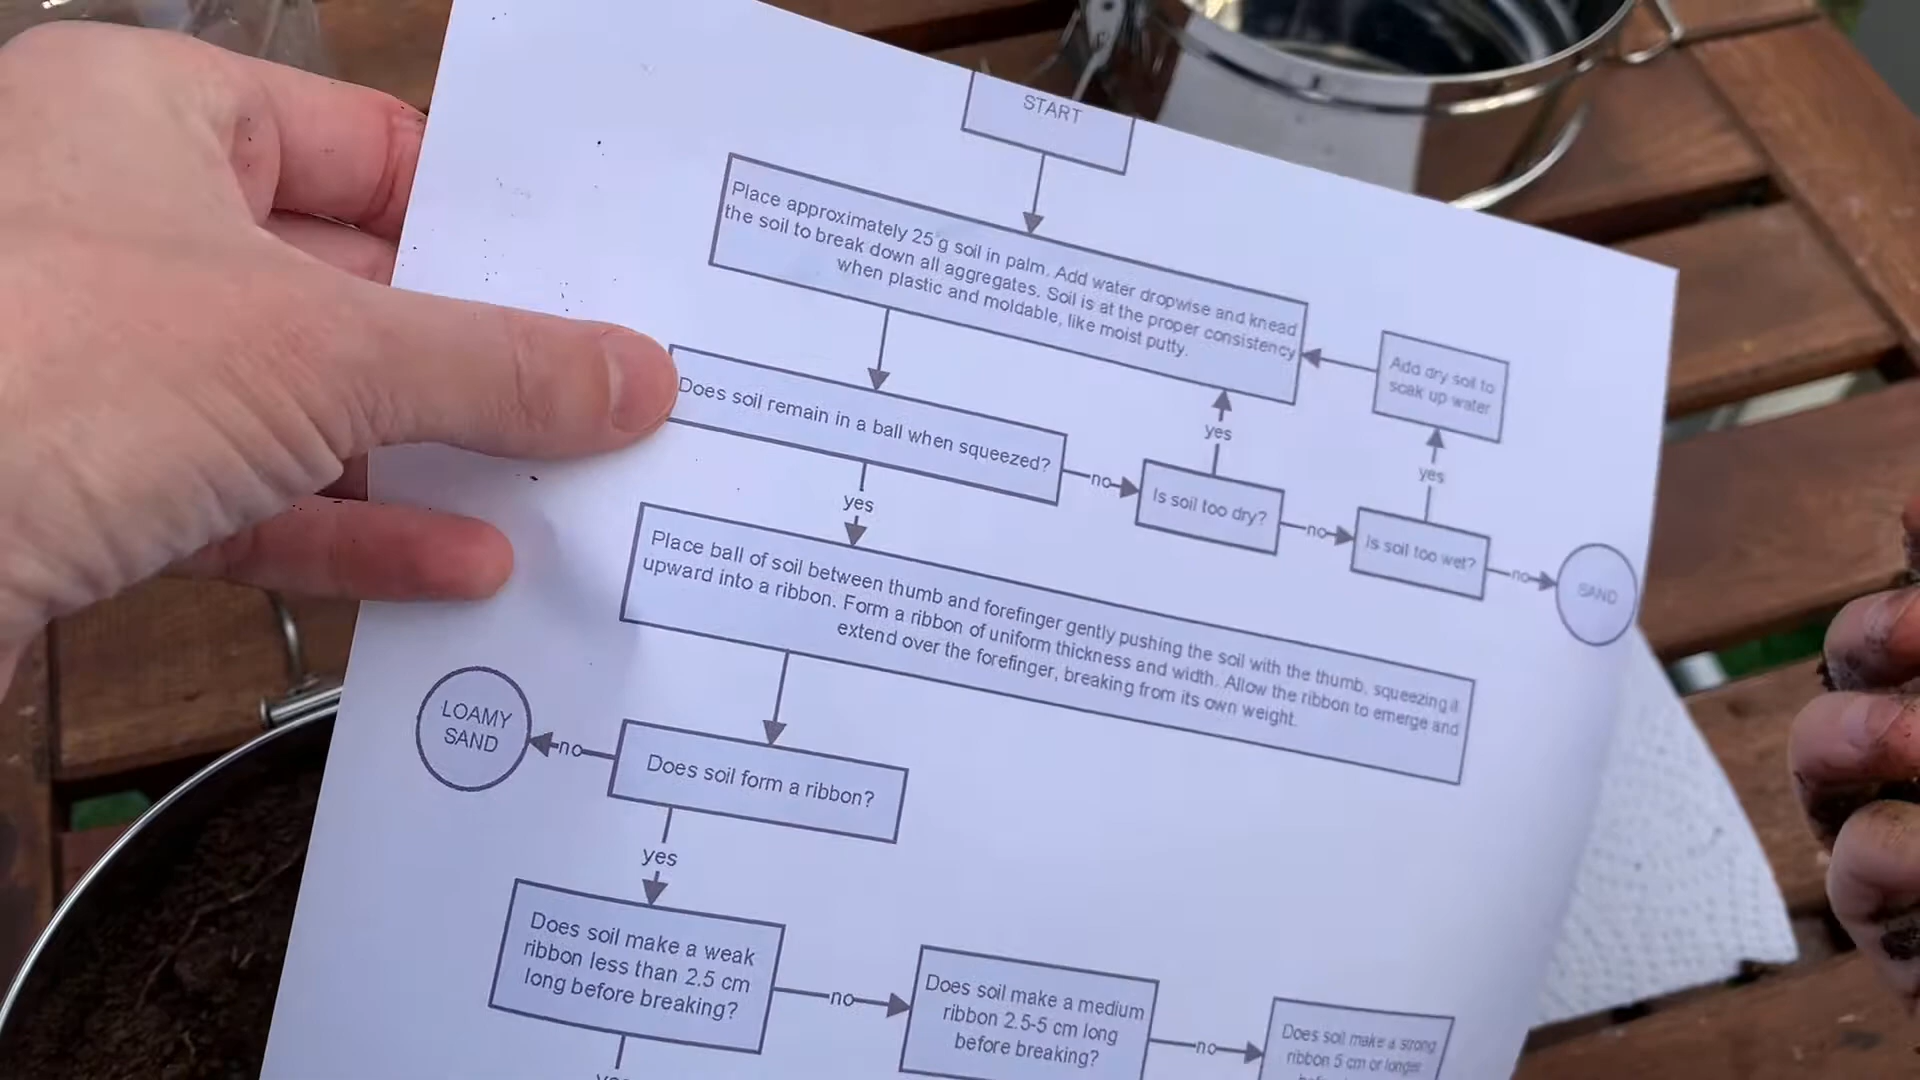 START
Place approximately 25 g soil in palm. Add water dropwise and knead
the soil to break down all aggregates. Soil is at the proper consistency
when plastic and moldable, like moist putty.
Add dry soil to
soak up water
yes
yes
Does soil remain in a ball when squeezed?
no
Is soil too dry?
no
Is soil too wet?
no
SAND
yes
Place ball of soil between thumb and forefinger gently pushing the soil with the thumb, squeezing it
upward into a ribbon. Form a ribbon of uniform thickness and width. Allow the ribbon to emerge and
extend over the forefinger, breaking from its own weight.
LOAMY
SAND
no
Does soil form a ribbon?
yes
Does soil make a weak
ribbon less than 2.5 cm
long before breaking?
no
Does soil make a medium
ribbon 2.5-5 cm long
before breaking?
no
Does soil make a strong
ribbon 5 cm or longer